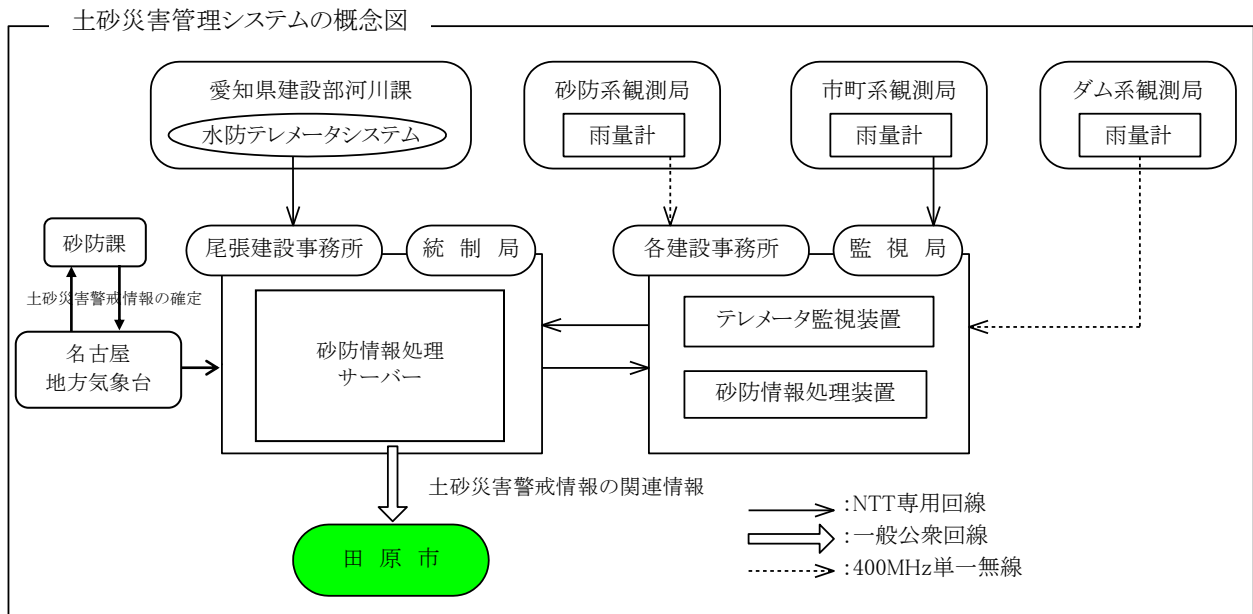 土砂災害管理システムの概念図
愛知県建設部河川課
水防テレメータシステム
砂防系観測局
雨量計
市町系観測局
雨量計
ダム系観測局
雨量計
砂防課
土砂災害警戒情報の確定
名古屋
地方気象台
尾張建設事務所
統制局
砂防情報処理
サーバー
各建設事務所
監視局
テレメータ監視装置
砂防情報処理装置
土砂災害警戒情報の関連情報
田原市
:NTT専用回線
:一般公衆回線
:400MHz単一無線